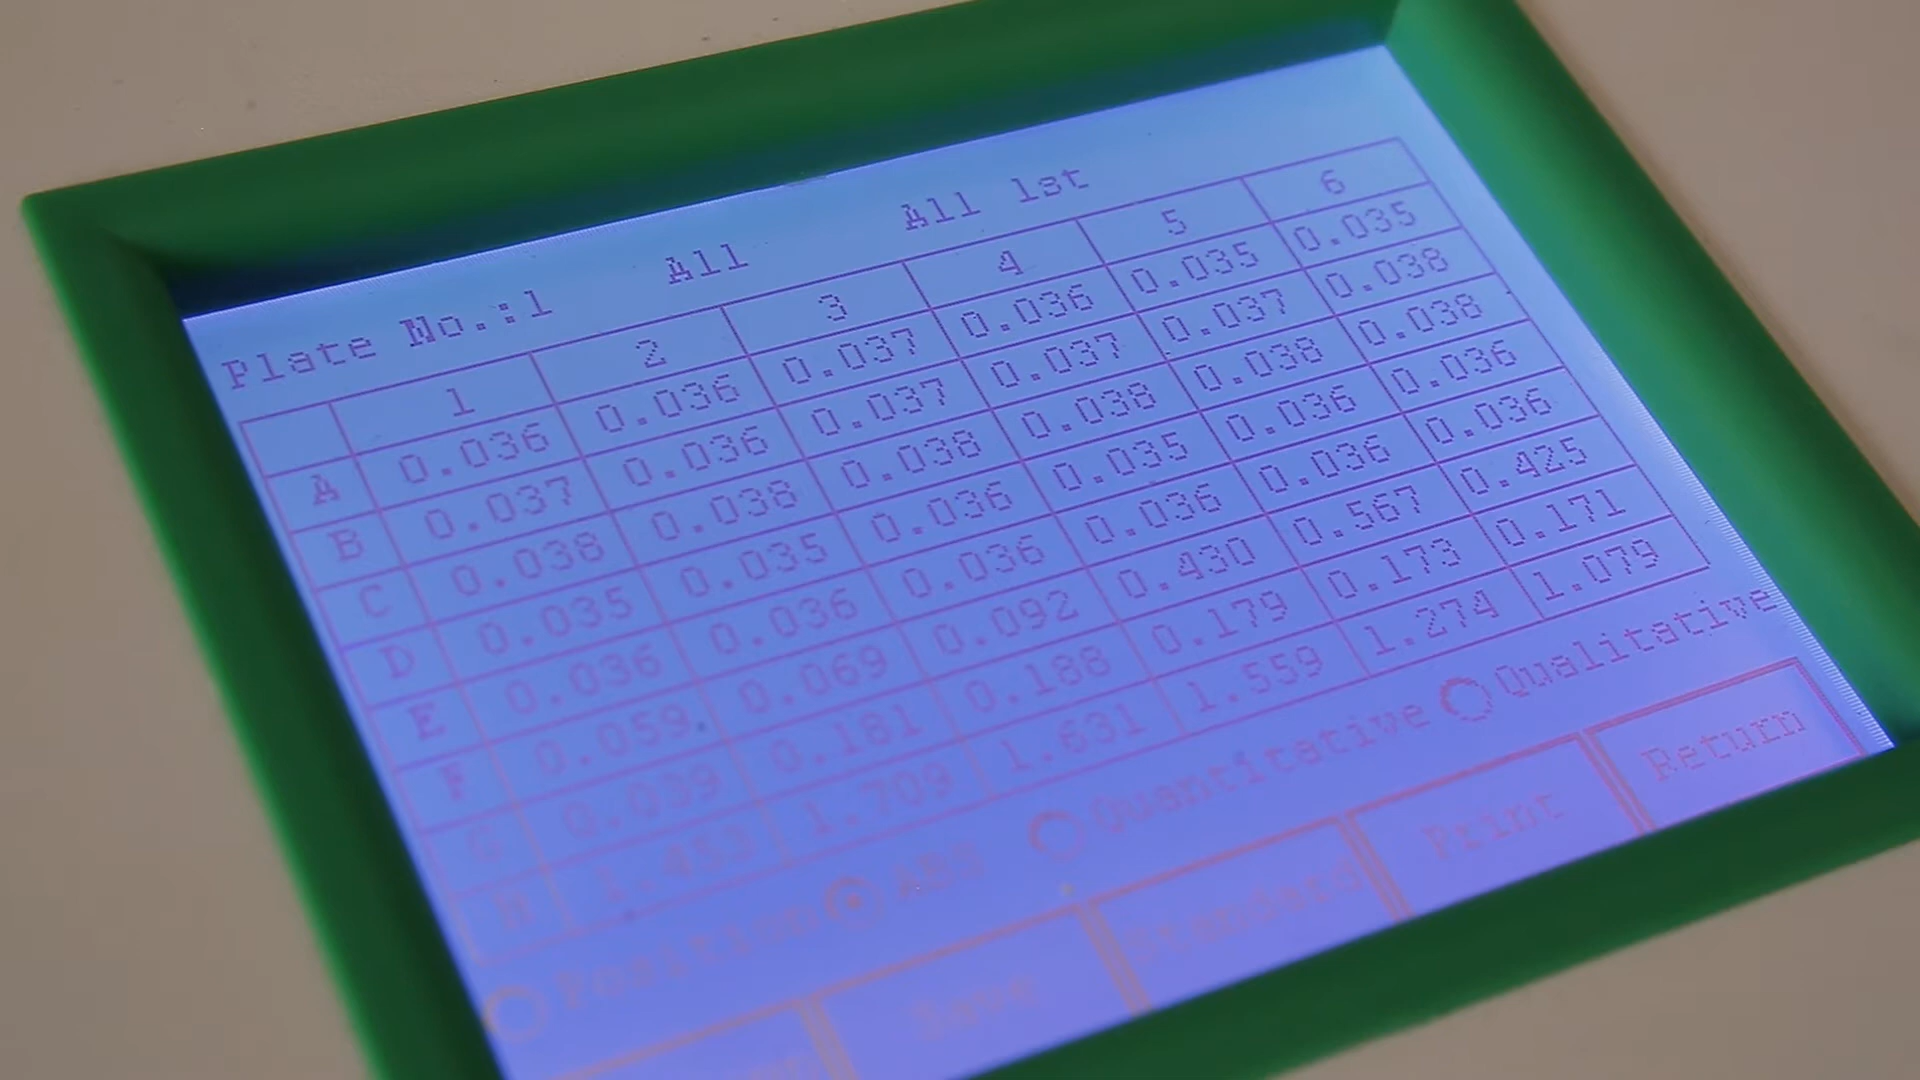 Plate No.:1 All All 1st
1 2 3 4 5 6
A 0.036 0.036 0.037 0.036 0.035 0.035
B 0.037 0.036 0.037 0.037 0.037 0.038
C 0.038 0.038 0.038 0.038 0.038 0.038
D 0.035 0.035 0.036 0.035 0.036 0.036
E 0.036 0.036 0.036 0.036 0.036 0.036
F 0.059 0.069 0.092 0.430 0.567 0.425
G 0.039 0.181 0.188 0.179 0.173 0.171
H 1.709 1.631 1.559 1.274 1.079
Position ABS Quantitative Qualitative
Save Standard Print Return